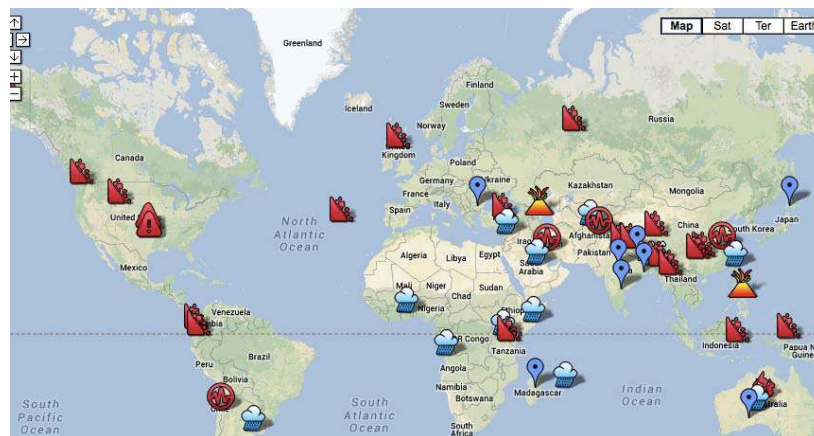 Map Sat Ter Earth
Greenland
Iceland
Finland
Sweden
Norway
Russia
Canada
Kingdom
Poland
Germany
Ukraine
France
Kazakhstan
Mongolia
Italy
Spain
United
North
Atlantic
Ocean
China
South Korea
Japan
Afghanistan
Iraq
Pakistan
Algeria
Libya
Egypt
Saudi
Arabia
Mexico
Mali
Niger
Sudan
Chad
Nigeria
Ethiop
Thailand
Venezuela
R Congo
Tanzania
Indonesia
Papua N
Guinea
Peru
Brazil
Bolivia
Angola
Namibia
Botswana
Madagascar
Indian
Ocean
South
Pacific
Ocean
South
Atlantic
Ocean
South
Africa
tralia